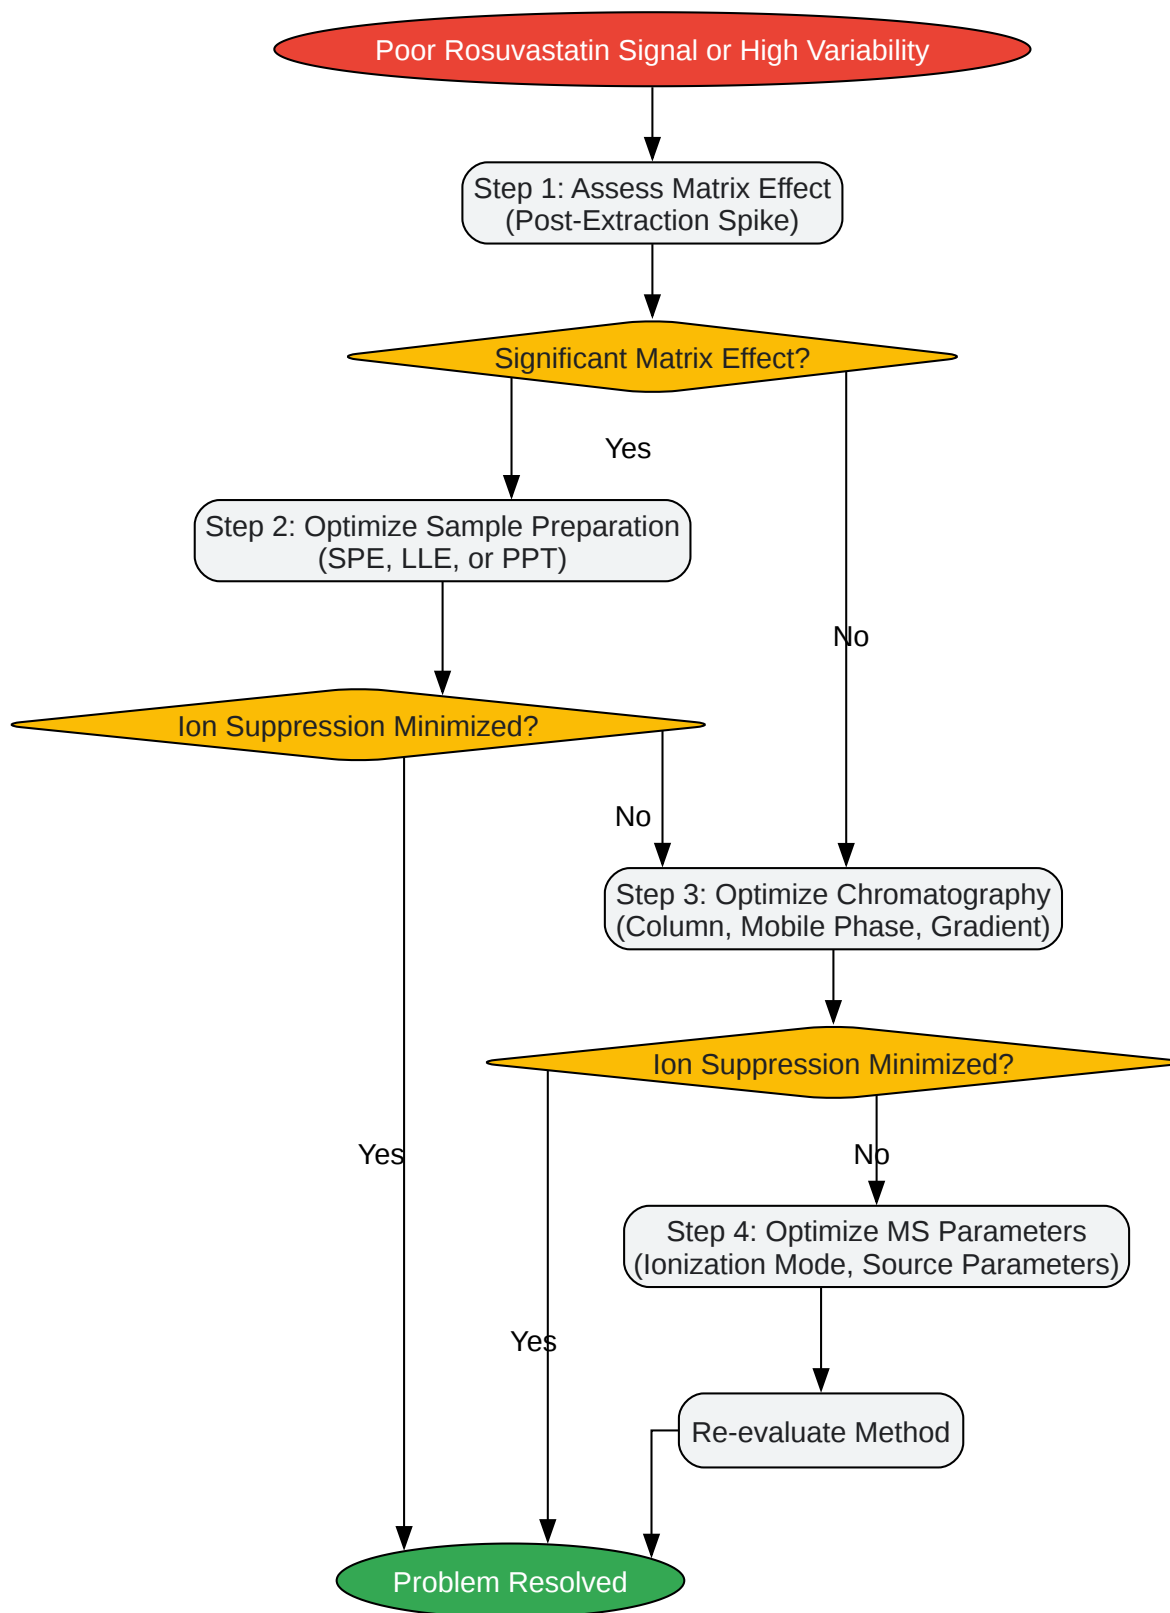 Poor Rosuvastatin Signal or High Variability
Step 1: Assess Matrix Effect
(Post-Extraction Spike)
Significant Matrix Effect?
Yes
Step 2: Optimize Sample Preparation
(SPE, LLE, or PPT)
No
Ion Suppression Minimized?
No
Step 3: Optimize Chromatography
(Column, Mobile Phase, Gradient)
Ion Suppression Minimized?
Yes
No
Step 4: Optimize MS Parameters
(Ionization Mode, Source Parameters)
Yes
Re-evaluate Method
Problem Resolved